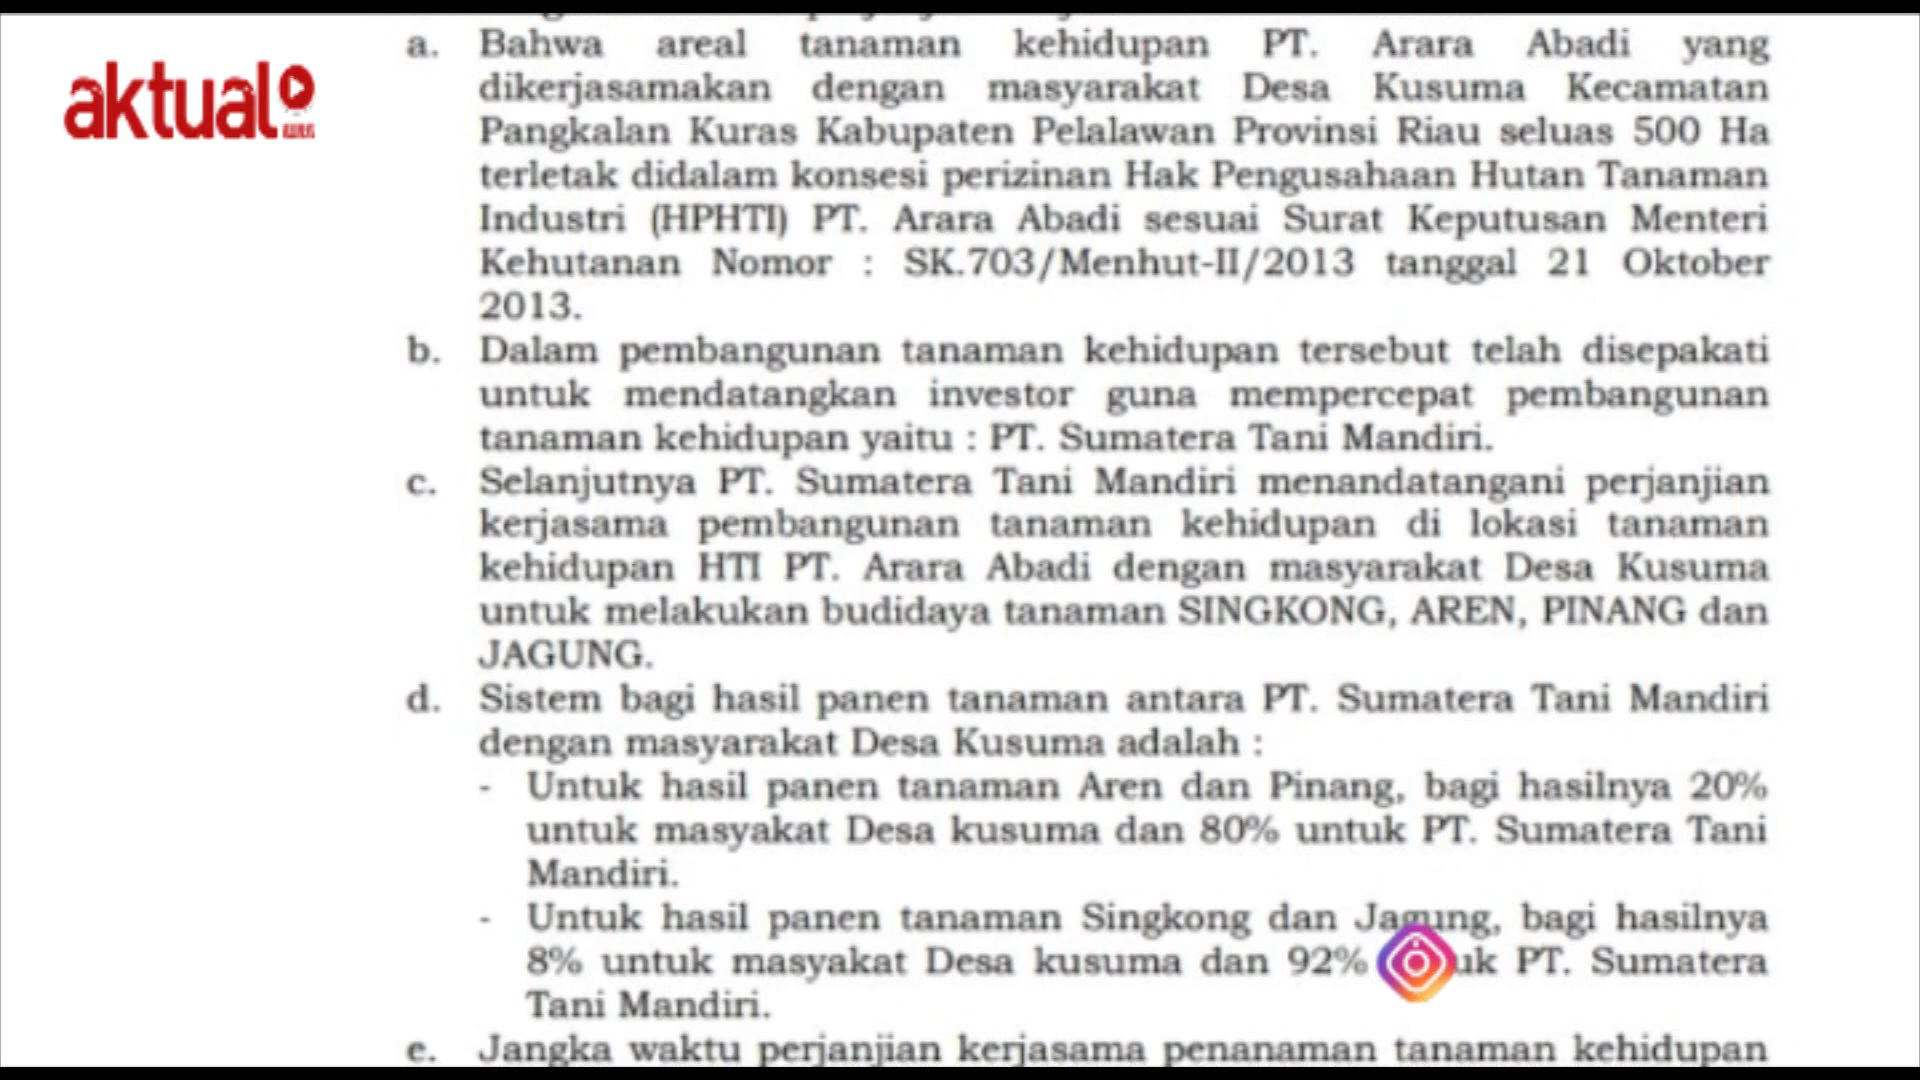 aktual
a. Bahwa areal tanaman kehidupan PT. Arara Abadi yang
dikerjasamakan dengan masyarakat Desa Kusuma Kecamatan
Pangkalan Kuras Kabupaten Pelalawan Provinsi Riau seluas 500 Ha
terletak didalam konsesi perizinan Hak Pengusahaan Hutan Tanaman
Industri (HPHTI) PT. Arara Abadi sesuai Surat Keputusan Menteri
Kehutanan Nomor : SK.703/Menhut-II/2013 tanggal 21 Oktober
2013.
b. Dalam pembangunan tanaman kehidupan tersebut telah disepakati
untuk mendatangkan investor guna mempercepat pembangunan
tanaman kehidupan yaitu : PT. Sumatera Tani Mandiri.
c. Selanjutnya PT. Sumatera Tani Mandiri menandatangani perjanjian
kerjasama pembangunan tanaman kehidupan di lokasi tanaman
kehidupan HTI PT. Arara Abadi dengan masyarakat Desa Kusuma
untuk melakukan budidaya tanaman SINGKONG, AREN, PINANG dan
JAGUNG.
d. Sistem bagi hasil panen tanaman antara PT. Sumatera Tani Mandiri
dengan masyarakat Desa Kusuma adalah :
- Untuk hasil panen tanaman Aren dan Pinang, bagi hasilnya 20%
untuk masyakat Desa kusuma dan 80% untuk PT. Sumatera Tani
Mandiri.
- Untuk hasil panen tanaman Singkong dan Jagung, bagi hasilnya
8% untuk masyakat Desa kusuma dan 92% uk PT. Sumatera
Tani Mandiri.
e. Jangka waktu perjanjian kerjasama penanaman tanaman kehidupan